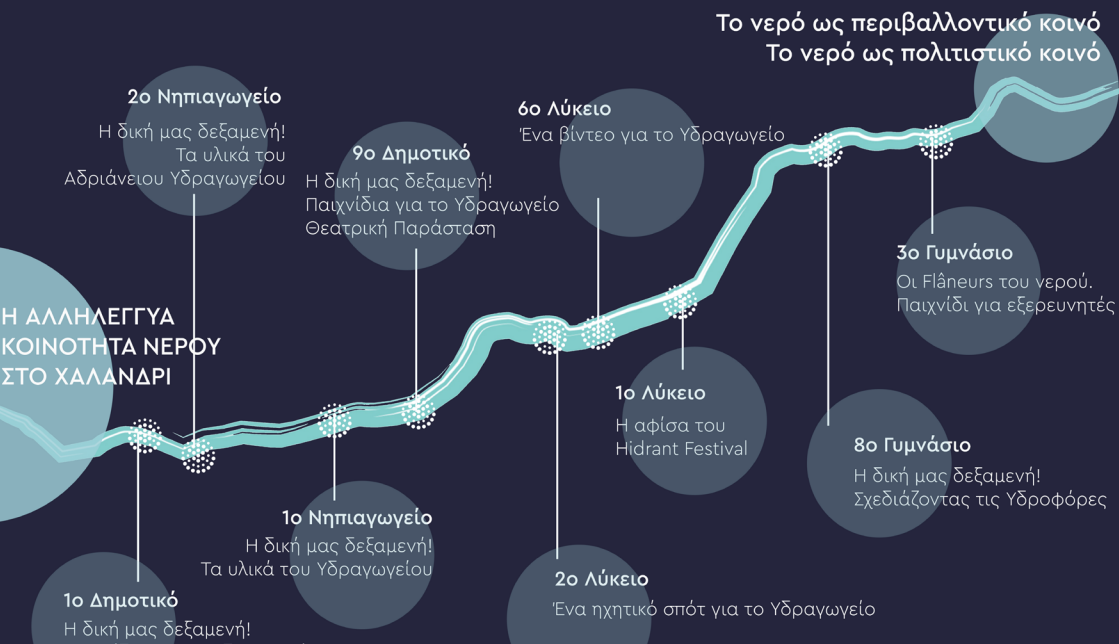 Το νερό ως περιβαλλοντικό κοινό
Το νερό ως πολιτιστικό κοινό
2ο Νηπιαγωγείο
Η δική μας δεξαμενή!
Τα υλικά του
Αδριάνειου Υδραγωγείου
9ο Δημοτικό
Η δική μας δεξαμενή!
Παιχνίδια για το Υδραγωγείο
Θεατρική Παράσταση
6ο Λύκειο
Ένα βίντεο για το Υδραγωγείο
3ο Γυμνάσιο
Οι Flâneurs του νερού.
Παιχνίδι για εξερευνητές
Η ΑΛΛΗΛΕΓΓΥΑ
ΚΟΙΝΟΤΗΤΑ ΝΕΡΟΥ
ΣΤΟ ΧΑΛΑΝΔΡΙ
1ο Λύκειο
Η αφίσα του
Hidrant Festival
8ο Γυμνάσιο
Η δική μας δεξαμενή!
Σχεδιάζοντας τις Υδροφόρες
1ο Νηπιαγωγείο
Η δική μας δεξαμενή!
Τα υλικά του Υδραγωγείου
2ο Λύκειο
Ένα ηχητικό σπότ για το Υδραγωγείο
1ο Δημοτικό
Η δική μας δεξαμενή!